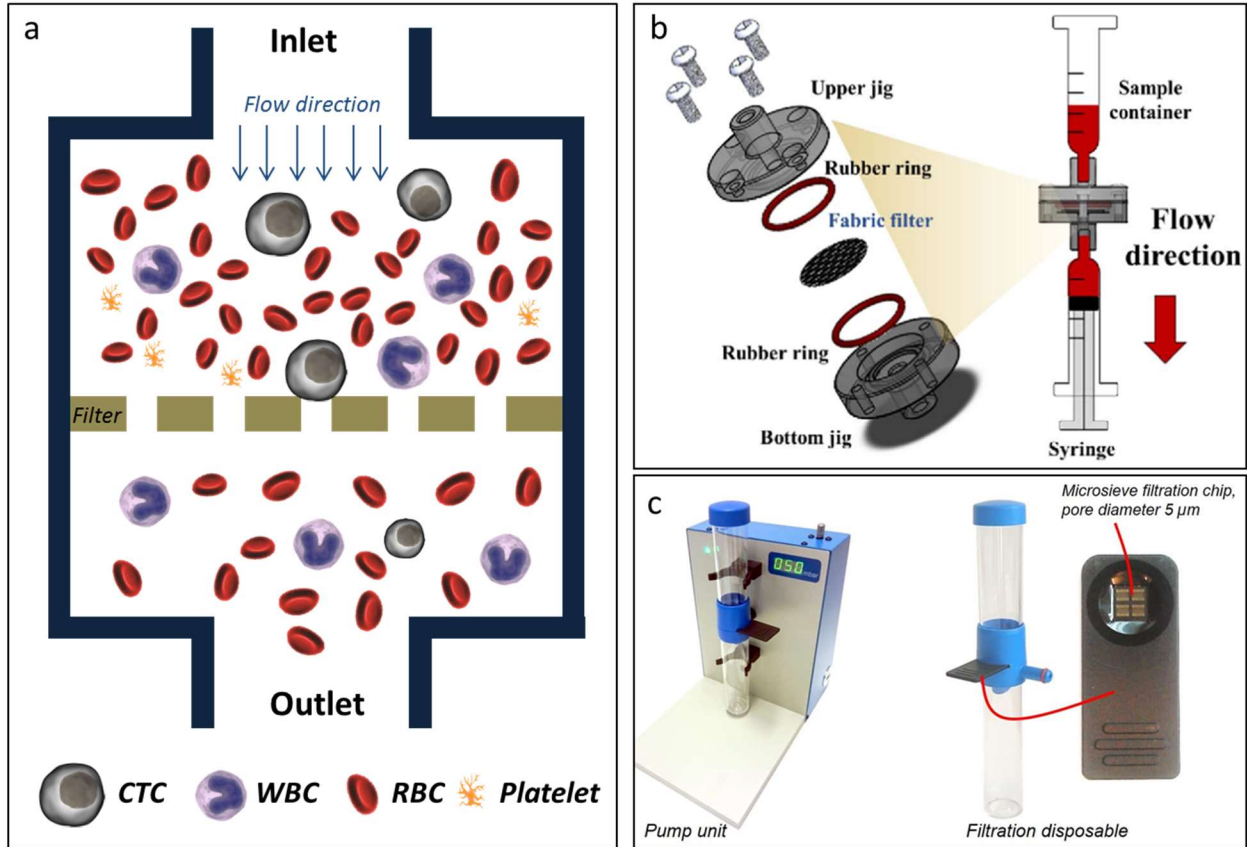 a
Inlet
Flow direction
Filter
Outlet
CTC
WBC
RBC
Platelet
b
Upper jig
Rubber ring
Fabric filter
Rubber ring
Bottom jig
Sample
container
Flow
direction
Syringe
c
050 mbar
Pump unit
Microsieve filtration chip,
pore diameter 5 µm
Filtration disposable